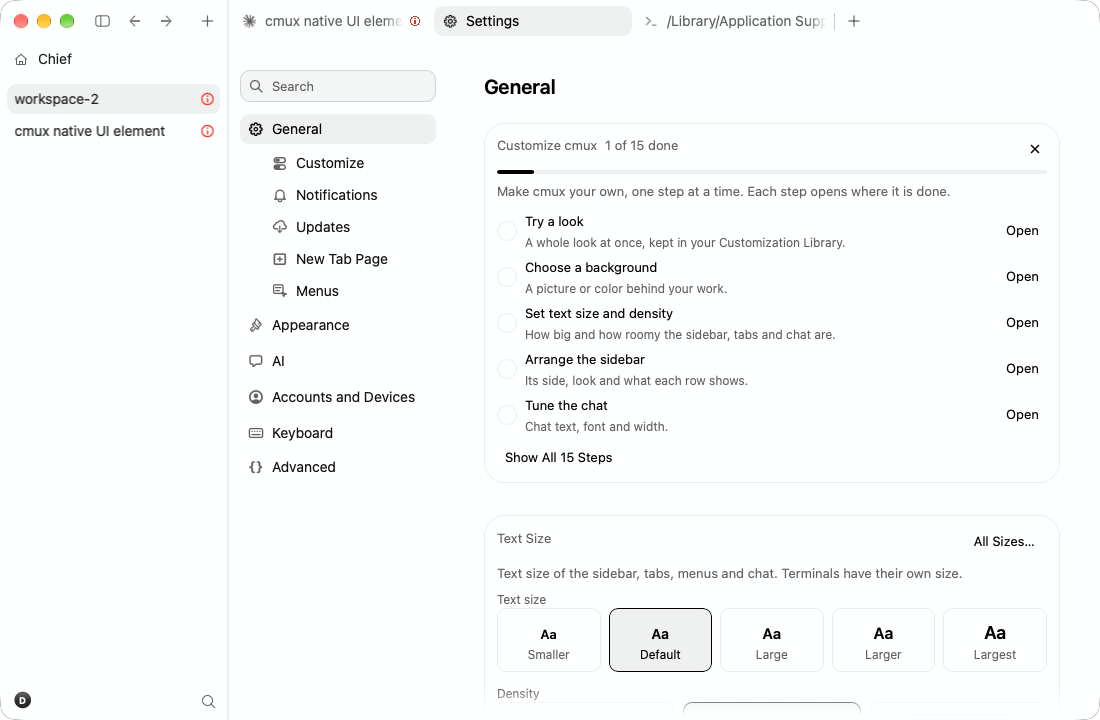 cmux native UI eleme
Settings
/Library/Application Supp
Chief
workspace-2
cmux native UI element
D
Search
General
Customize
Notifications
Updates
New Tab Page
Menus
Appearance
AI
Accounts and Devices
Keyboard
Advanced
General
Customize cmux 1 of 15 done
Make cmux your own, one step at a time. Each step opens where it is done.
Try a look
A whole look at once, kept in your Customization Library.
Open
Choose a background
A picture or color behind your work.
Open
Set text size and density
How big and how roomy the sidebar, tabs and chat are.
Open
Arrange the sidebar
Its side, look and what each row shows.
Open
Tune the chat
Chat text, font and width.
Open
Show All 15 Steps
Text Size
All Sizes...
Text size of the sidebar, tabs, menus and chat. Terminals have their own size.
Text size
Aa
Smaller
Aa
Default
Aa
Large
Aa
Larger
Aa
Largest
Density